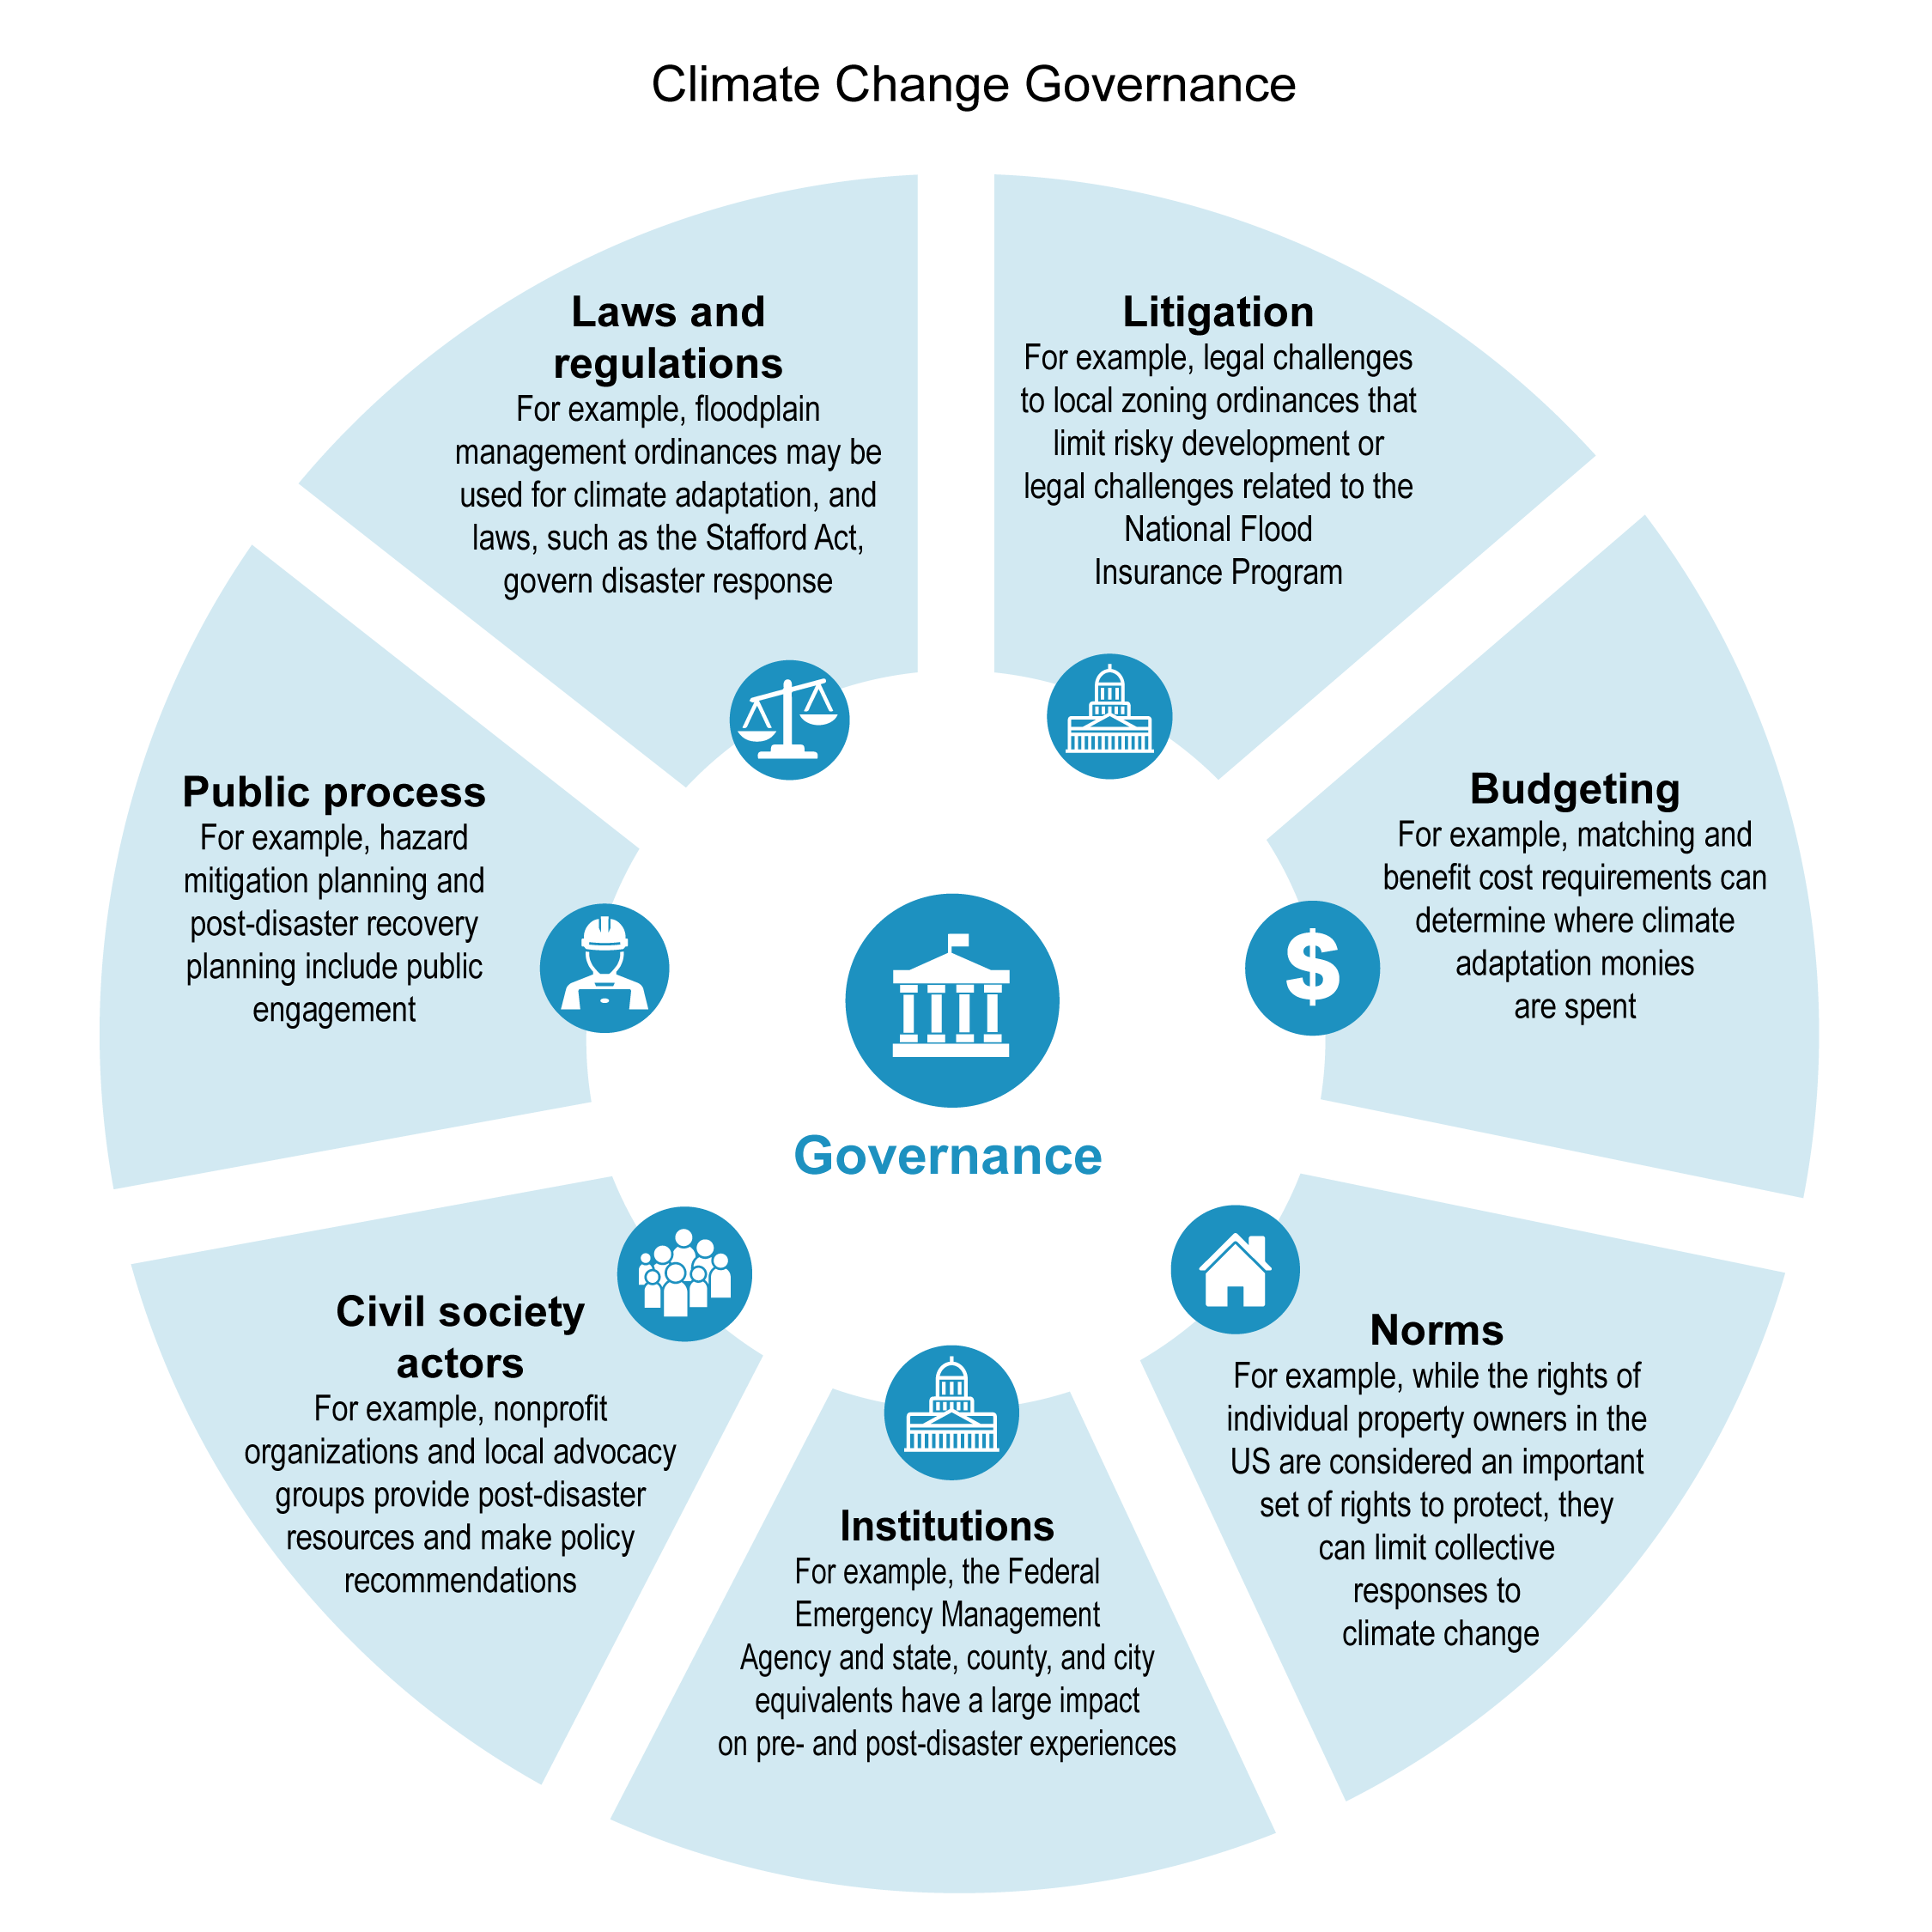 Climate Change Governance
Laws and
regulations
For example, floodplain
management ordinances may be
used for climate adaptation, and
laws, such as the Stafford Act,
govern disaster response
Litigation
For example, legal challenges
to local zoning ordinances that
limit risky development or
legal challenges related to the
National Flood
Insurance Program
Budgeting
For example, matching and
benefit cost requirements can
determine where climate
adaptation monies
are spent
$
Norms
For example, while the rights of
individual property owners in the
US are considered an important
set of rights to protect, they
can limit collective
responses to
climate change
Institutions
For example, the Federal
Emergency Management
Agency and state, county, and city
equivalents have a large impact
on pre- and post-disaster experiences
Civil society
actors
For example, nonprofit
organizations and local advocacy
groups provide post-disaster
resources and make policy
recommendations
Public process
For example, hazard
mitigation planning and
post-disaster recovery
planning include public
engagement
Governance